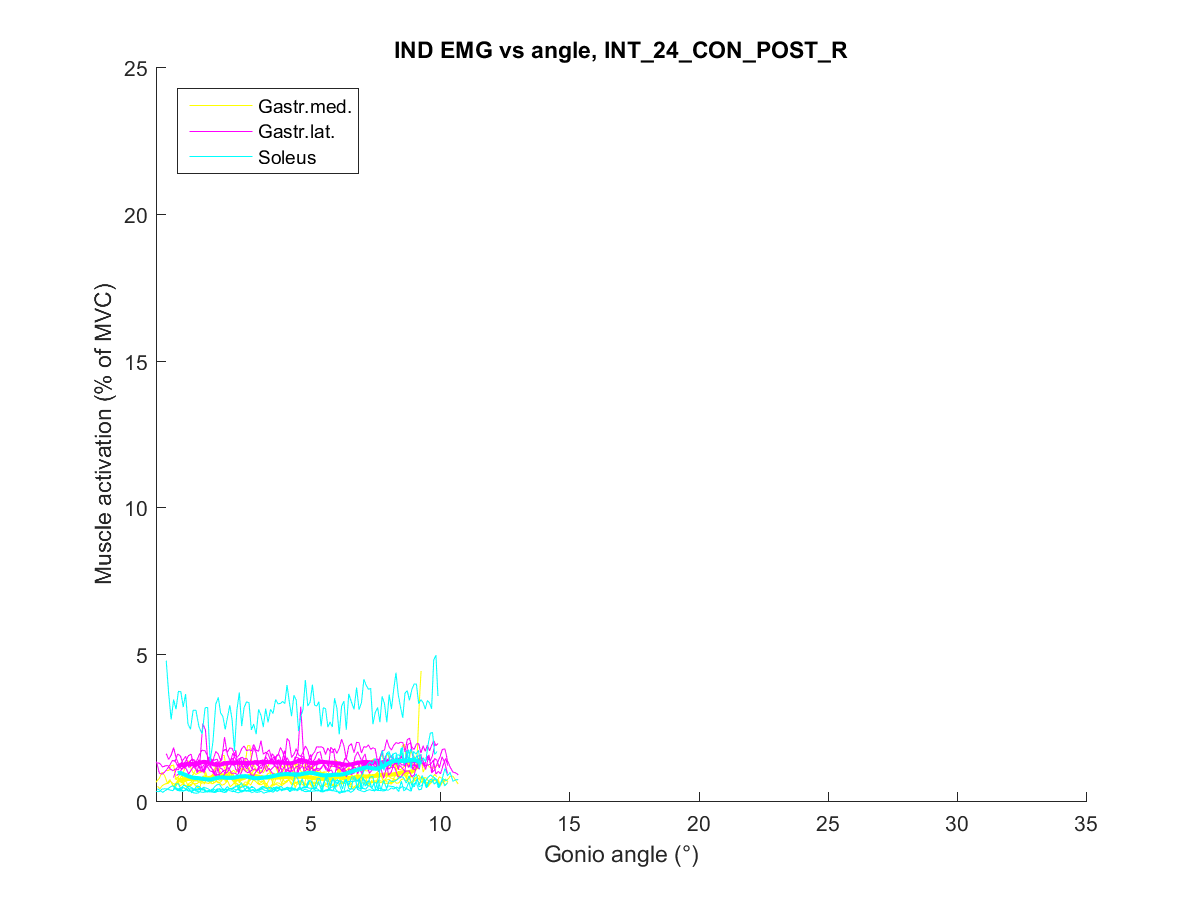 IND EMG vs angle, INT_24_CON_POST_R
25
20
15
10
5
0
Muscle activation (% of MVC)
Gastr.med.
Gastr.lat.
Soleus
0 5 10 15 20 25 30 35
Gonio angle (°)